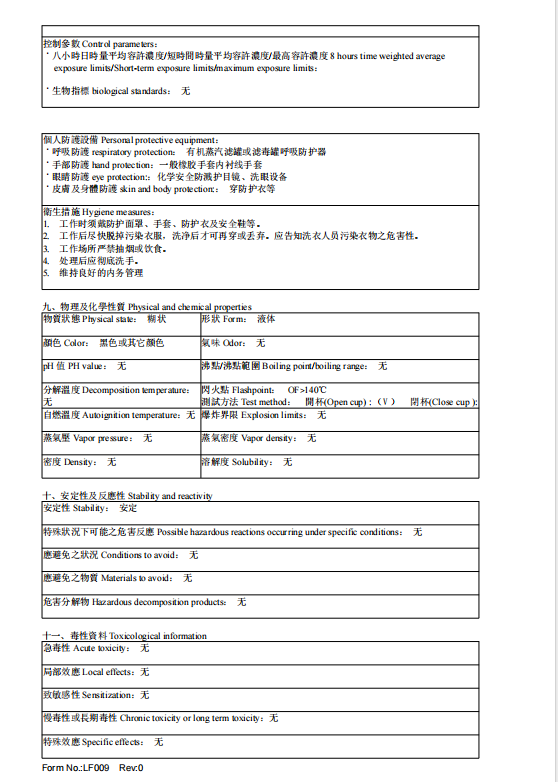 控制參數 Control parameters：
‧八小時日時量平均容許濃度/短時間時量平均容許濃度/最高容許濃度 8 hours time weighted average
exposure limits/Short-term exposure limits/maximum exposure limits：
‧生物指標 biological standards： 无
個人防護設備 Personal protective equipment：
‧呼吸防護 respiratory protection： 有机蒸汽滤罐或滤毒罐呼吸防护器
‧手部防護 hand protection：一般橡胶手套内衬线手套
‧眼睛防護 eye protection:：化学安全防溅护目镜、洗眼设备
‧皮膚及身體防護 skin and body protection:： 穿防护衣等
衛生措施 Hygiene measures：
1. 工作时须戴防护面罩、手套、防护衣及安全鞋等。
2. 工作后尽快脱掉污染衣服，洗净后才可再穿或丢弃。应告知洗衣人员污染衣物之危害性。
3. 工作场所严禁抽烟或饮食。
4. 处理后应彻底洗手。
5. 维持良好的内务管理
九、物理及化學性質 Physical and chemical properties
物質狀態 Physical state： 糊状 形狀 Form： 液体
顏色 Color： 黑色或其它颜色 氣味 Odor： 无
pH 值 PH value： 无 沸點/沸點範圍 Boiling point/boiling range： 无
分解溫度 Decomposition temperature： 閃火點 Flashpoint： OF>140℃
无 測試方法 Test method： 開杯(Open cup)：（V ） 閉杯(Close cup ):
自燃溫度 Autoignition temperature：无 爆炸界限 Explosion limits： 无
蒸氣壓 Vapor pressure： 无 蒸氣密度 Vapor density： 无
密度 Density： 无 溶解度 Solubility： 无
十、安定性及反應性 Stability and reactivity
安定性 Stability： 安定
特殊狀況下可能之危害反應 Possible hazardous reactions occurring under specific conditions： 无
應避免之狀況 Conditions to avoid： 无
應避免之物質 Materials to avoid： 无
危害分解物 Hazardous decomposition products： 无
十一、毒性資料 Toxicological information
急毒性 Acute toxicity： 无
局部效應 Local effects：无
致敏感性 Sensitization：无
慢毒性或長期毒性 Chronic toxicity or long term toxicity：无
特殊效應 Specific effects： 无
Form No.:LF009 Rev:0